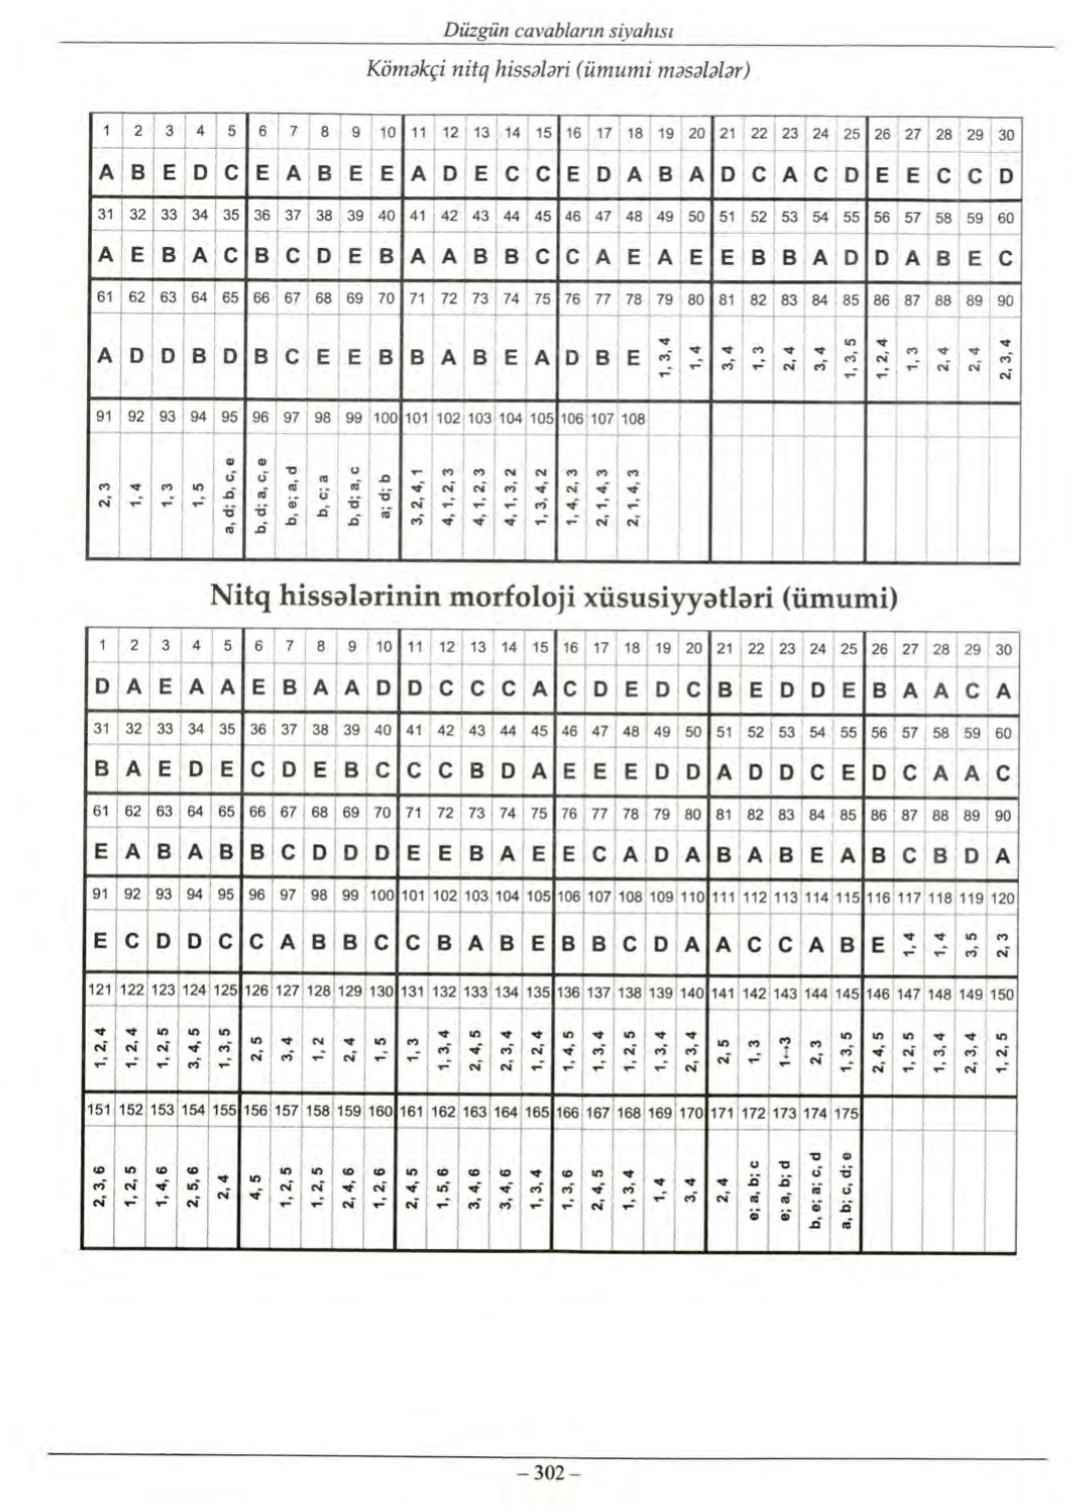 Düzgün cavabların siyahısı
Köməkçi nitq hissələri (ümumi məsələlər)
1 2 3 4 5 6 7 8 9 10 11 12 13 14 15 16 17 18 19 20 21 22 23 24 25 26 27 28 29 30
A B E D C E A B E E A D E C C E D A B A D C A C D E E C C D
31 32 33 34 35 36 37 38 39 40 41 42 43 44 45 46 47 48 49 50 51 52 53 54 55 56 57 58 59 60
A E B A C B C D E B A A B B C C A E A E E B B A D D A B E C
61 62 63 64 65 66 67 68 69 70 71 72 73 74 75 76 77 78 79 80 81 82 83 84 85 86 87 88 89 90
A D D B D B C E E B B A B E A D B E 1, 3, 4 1, 4 3, 4 1, 3 2, 4 3, 4 1, 3, 5 1, 2, 4 1, 3 2, 4 2, 4 2, 3, 4
91 92 93 94 95 96 97 98 99 100 101 102 103 104 105 106 107 108
2, 3 1, 4 1, 3 1, 5 a, d; b, c, e b, d; a, c, e b, e; a, d b, c; a b, d; a, c a; d; b 3, 2, 4, 1 4, 1, 2, 3 4, 1, 2, 3 4, 1, 3, 2 1, 3, 4, 2 1, 4, 2, 3 2, 1, 4, 3 2, 1, 4, 3
Nitq hissələrinin morfoloji xüsusiyyətləri (ümumi)
1 2 3 4 5 6 7 8 9 10 11 12 13 14 15 16 17 18 19 20 21 22 23 24 25 26 27 28 29 30
D A E A A E B A A D D C C C A C D E D C B E D D E B A A C A
31 32 33 34 35 36 37 38 39 40 41 42 43 44 45 46 47 48 49 50 51 52 53 54 55 56 57 58 59 60
B A E D E C D E B C C C B D A E E E D D A D D C E D C A A C
61 62 63 64 65 66 67 68 69 70 71 72 73 74 75 76 77 78 79 80 81 82 83 84 85 86 87 88 89 90
E A B A B B C D D D E E B A E E C A D A B A B E A B C B D A
91 92 93 94 95 96 97 98 99 100 101 102 103 104 105 106 107 108 109 110 111 112 113 114 115 116 117 118 119 120
E C D D C C A B B C C B A B E B B C D A A C C A B E 1, 4 1, 4 3, 5 2, 3
121 122 123 124 125 126 127 128 129 130 131 132 133 134 135 136 137 138 139 140 141 142 143 144 145 146 147 148 149 150
1, 2, 4 1, 2, 4 1, 2, 5 3, 4, 5 1, 3, 5 2, 5 3, 4 1, 2 2, 4 1, 5 1, 3 1, 3, 4 2, 4, 5 2, 3, 4 1, 2, 4 1, 4, 5 1, 3, 4 1, 2, 5 1, 3, 4 2, 3, 4 2, 5 1, 3 1↔3 2, 3 1, 3, 5 2, 4, 5 1, 2, 5 1, 3, 4 2, 3, 4 1, 2, 5
151 152 153 154 155 156 157 158 159 160 161 162 163 164 165 166 167 168 169 170 171 172 173 174 175
2, 3, 6 1, 2, 5 1, 4, 6 2, 5, 6 2, 4 4, 5 1, 2, 5 1, 2, 5 2, 4, 6 1, 2, 6 2, 4, 5 1, 5, 6 3, 4, 6 3, 4, 6 1, 3, 4 1, 3, 6 2, 4, 5 1, 3, 4 1, 4 3, 4 2, 4 e; a, b; c e; a, b; d b, e; a; c, d a, b; c, d; e
– 302 –